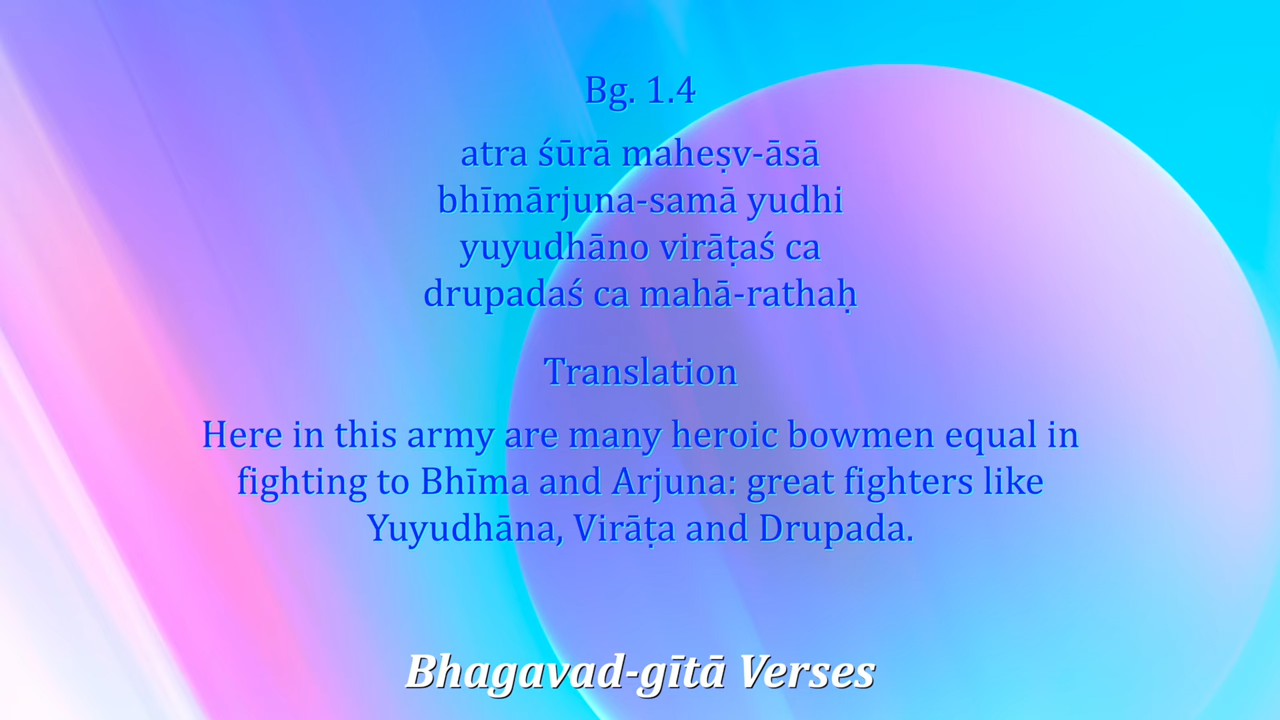 Bg. 1.4
atra śūrā maheṣv-āsā
bhīmārjuna-samā yudhi
yuyudhāno virāṭaś ca
drupadaś ca mahā-rathaḥ
Translation
Here in this army are many heroic bowmen equal in
fighting to Bhīma and Arjuna: great fighters like
Yuyudhāna, Virāṭa and Drupada.
Bhagavad-gītā Verses